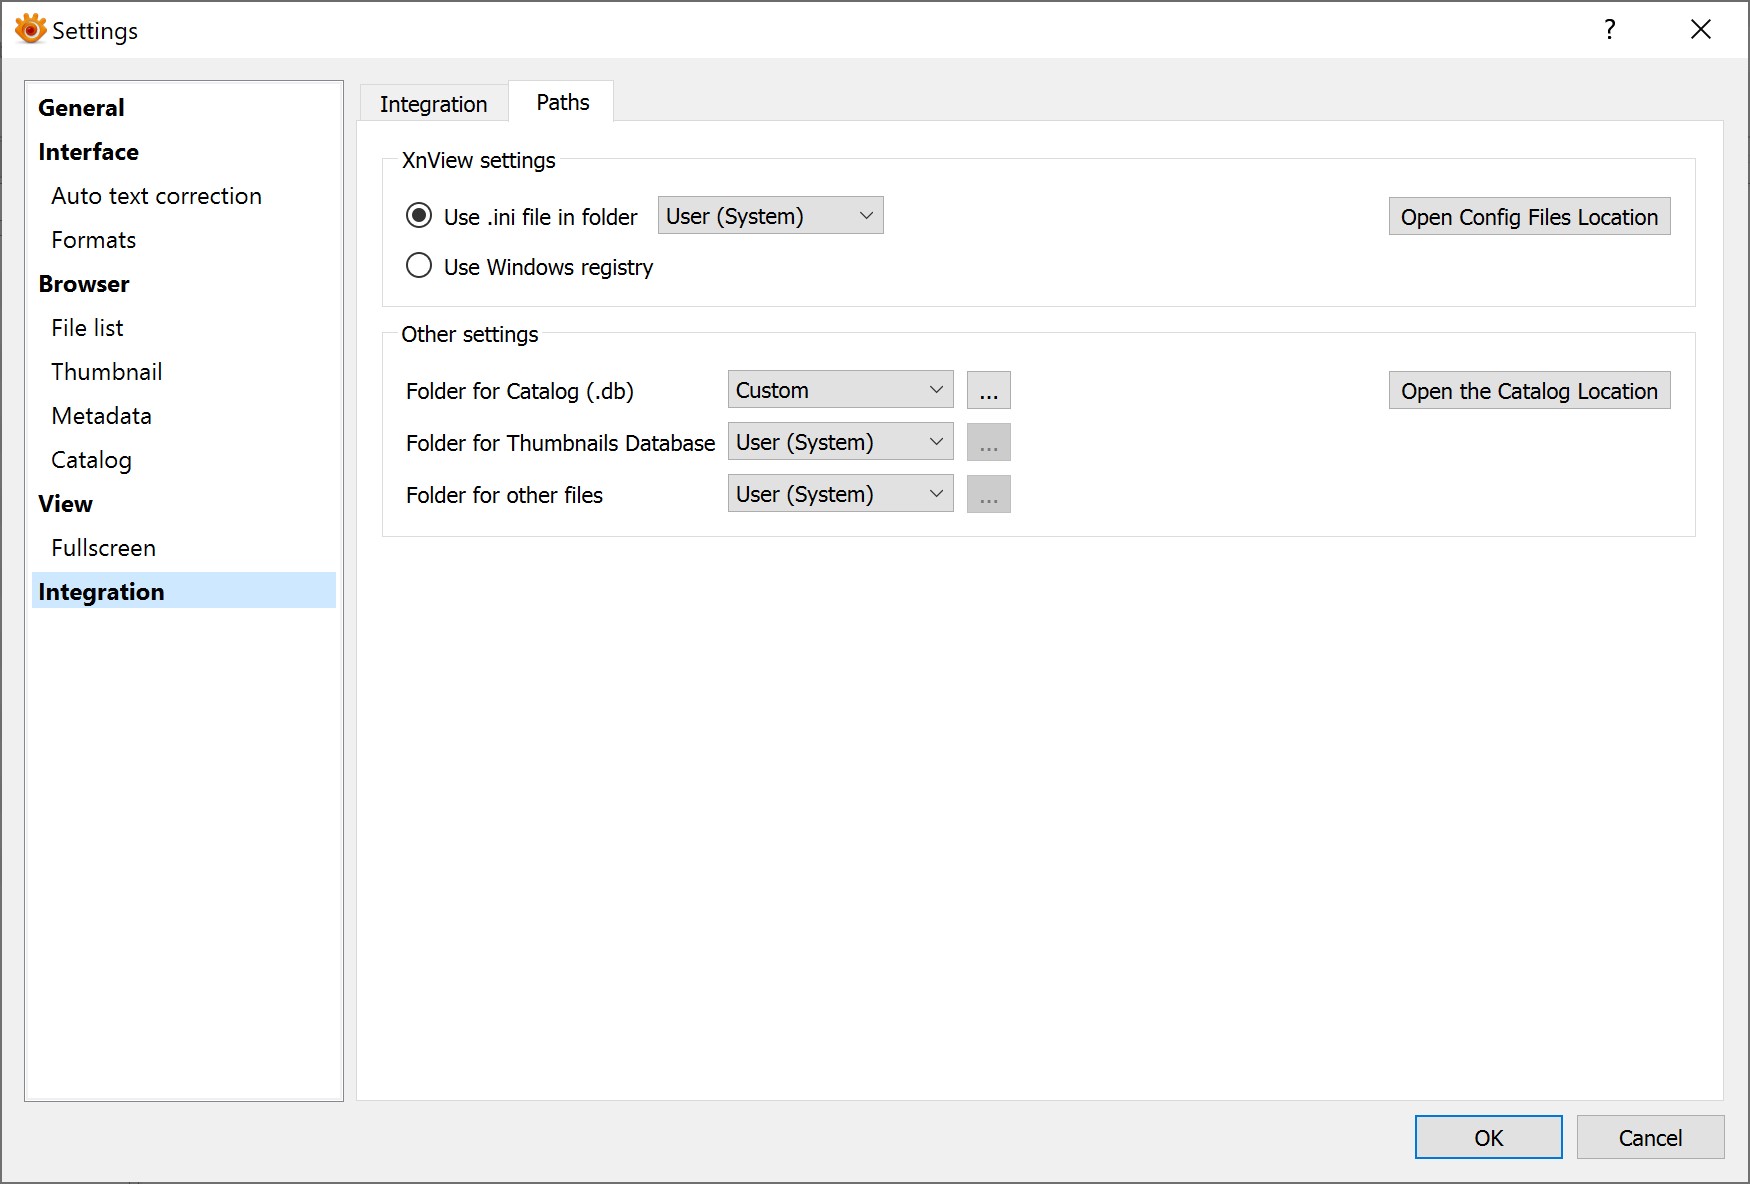 Settings
?
General
Interface
Auto text correction
Formats
Browser
File list
Thumbnail
Metadata
Catalog
View
Fullscreen
Integration
Integration
Paths
XnView settings
Use .ini file in folder
User (System)
Open Config Files Location
Use Windows registry
Other settings
Folder for Catalog (.db)
Custom
...
Open the Catalog Location
Folder for Thumbnails Database
User (System)
...
Folder for other files
User (System)
...
OK
Cancel